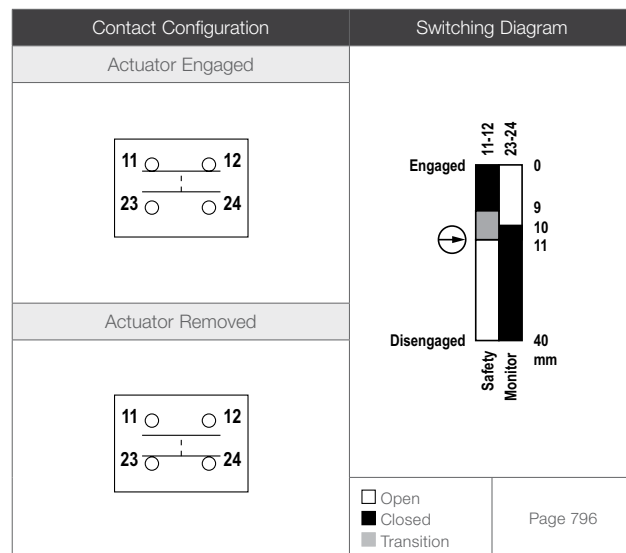 Contact Configuration
Switching Diagram
Actuator Engaged
11 12
23 24
Actuator Removed
11 12
23 24
11-12
23-24
Engaged 0
9
10
11
Disengaged 40
mm
Safety
Monitor
Open
Closed
Transition
Page 796